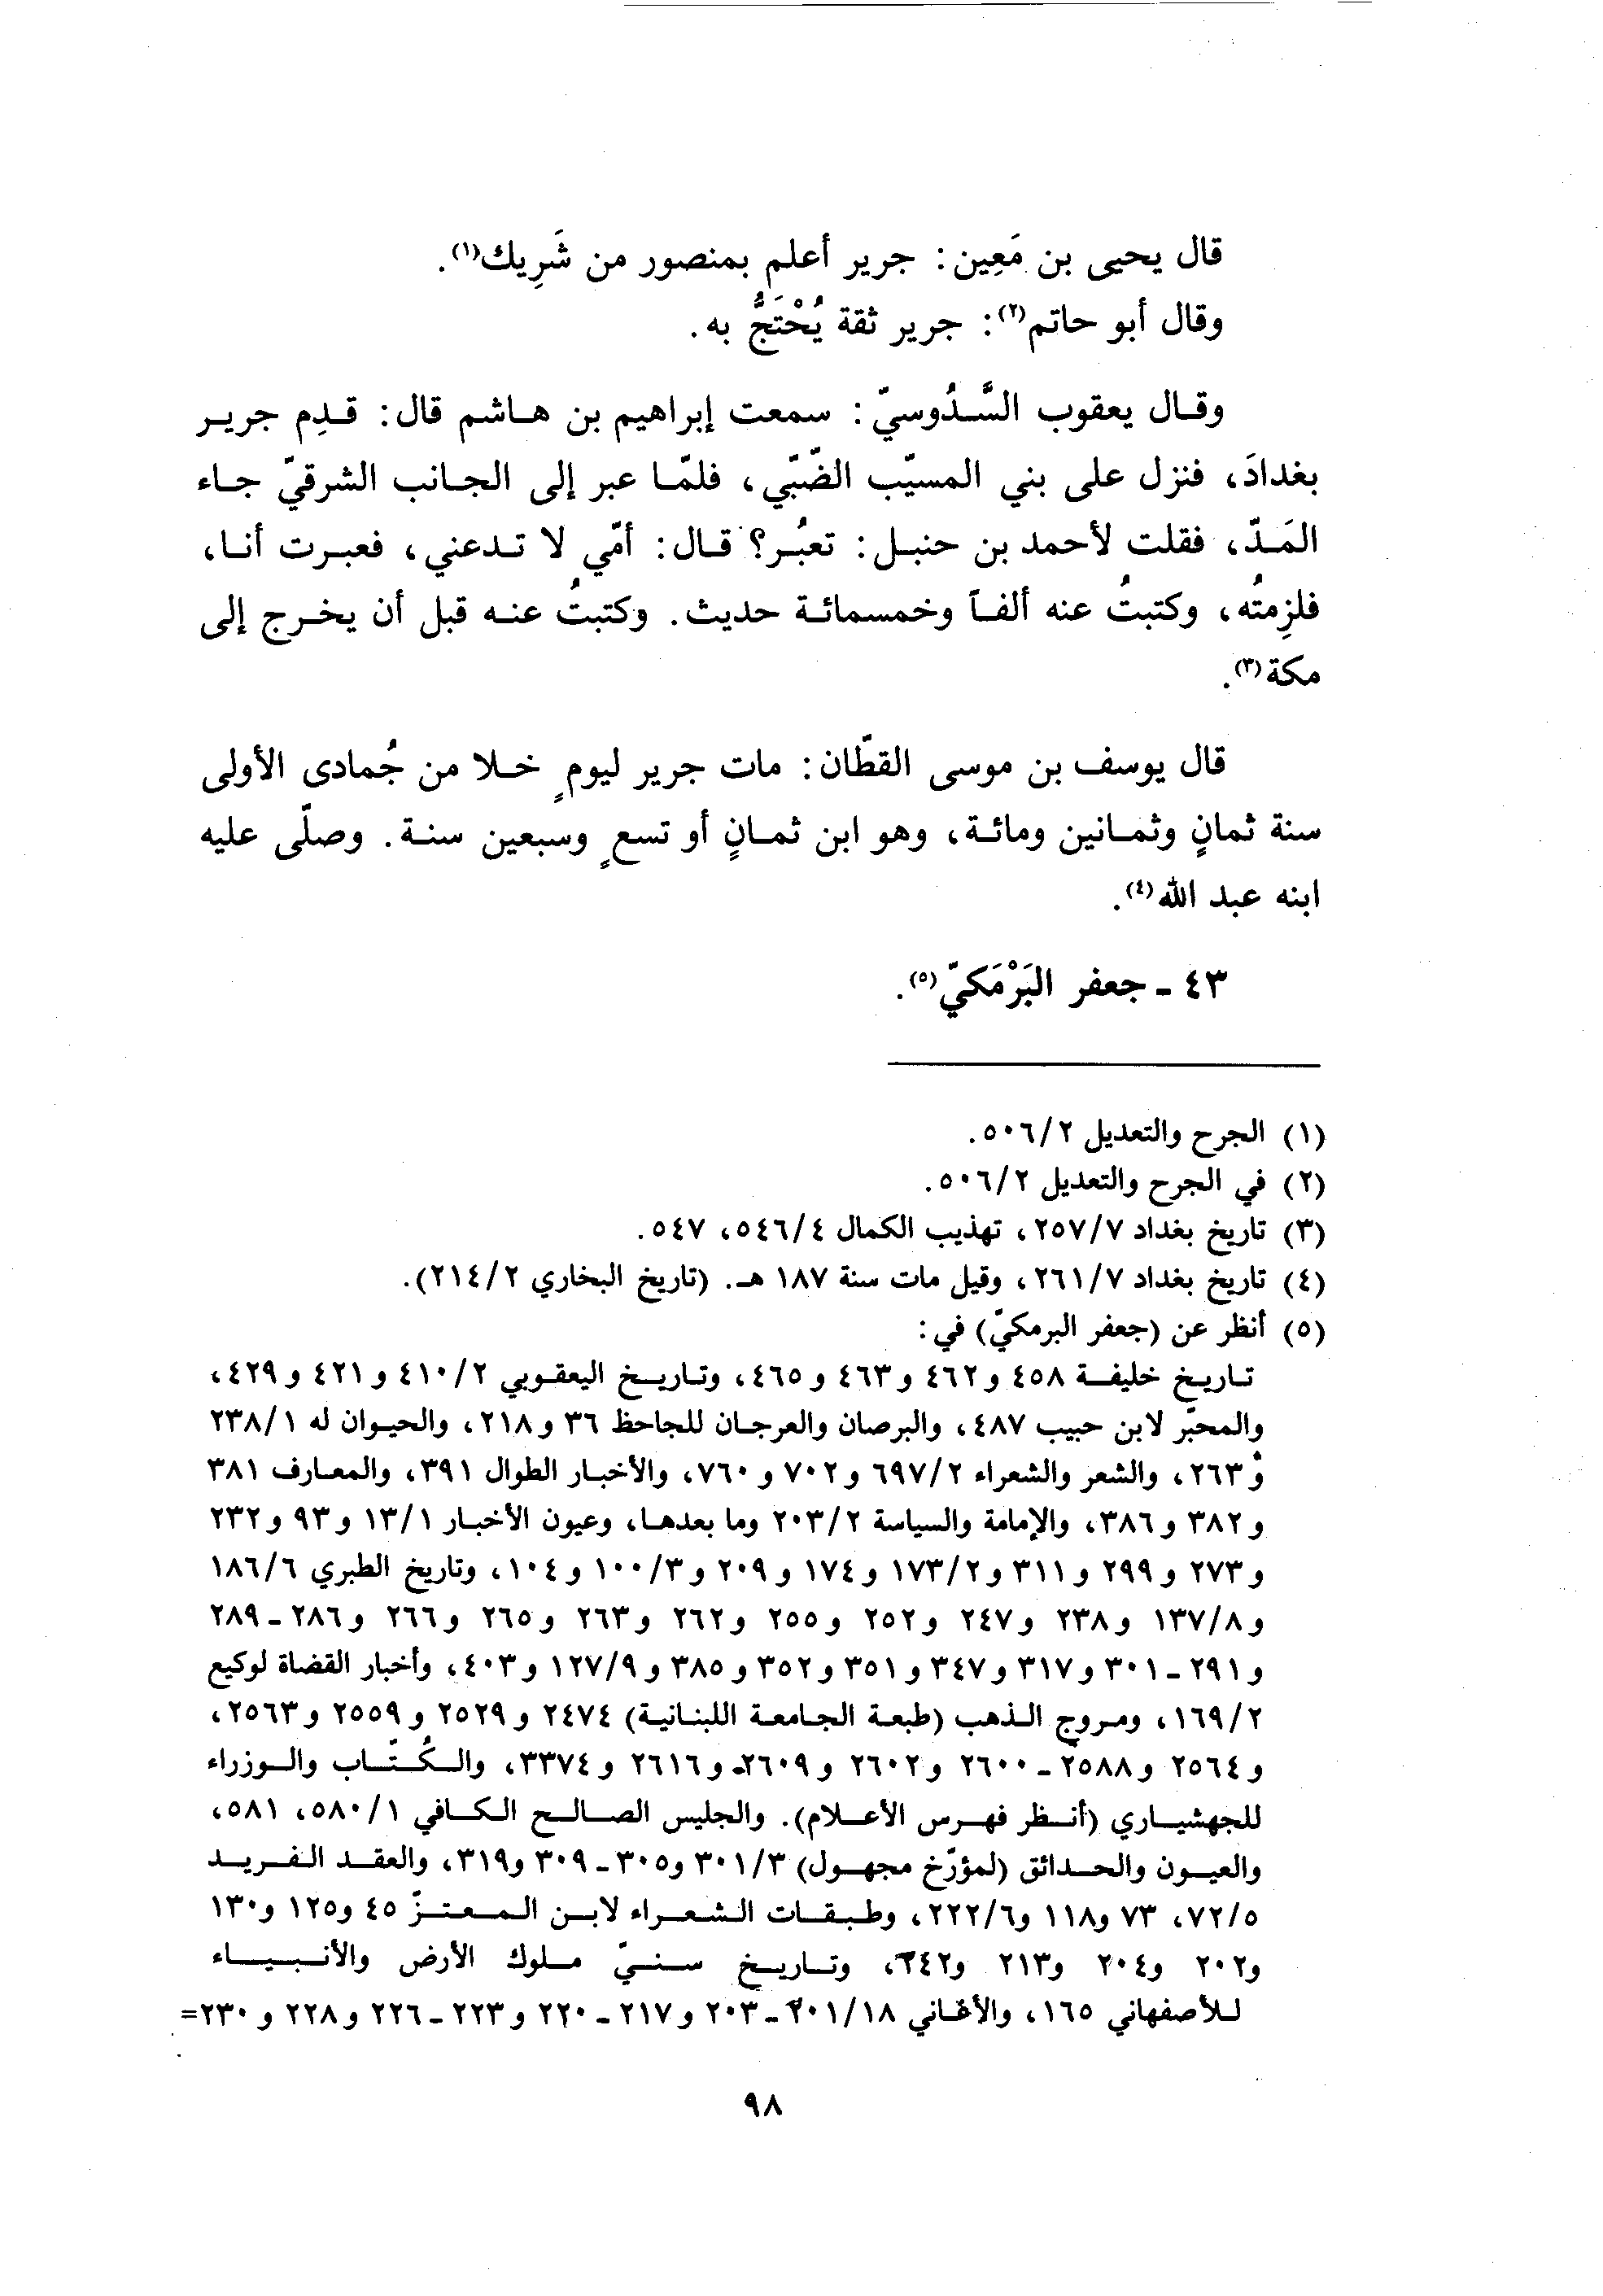 قال يحيى بن مَعِين: جرير أعلم بمنصور من شَرِيك(١).
وقال أبو حاتم(٢): جرير ثقة يُحْتَجُّ به.
وقال يعقوب السَّدُوسيّ: سمعت إبراهيم بن هاشم قال: قدِم جرير
بغدادَ، فنزل على بني المسيّب الضّبّي، فلمّا عبر إلى الجانب الشرقيّ جاء
المَدّ، فقلت لأحمد بن حنبل: تعبُر؟ قال: أمّي لا تدعني، فعبرت أنا،
فلزِمتُه، وكتبتُ عنه ألفاً وخمسمائة حديث. وكتبتُ عنه قبل أن يخرج إلى
مكة(٣).
قال يوسف بن موسى القطّان: مات جرير ليومٍ خلا من جُمادى الأولى
سنة ثمانٍ وثمانين ومائة، وهو ابن ثمانٍ أو تسعٍ وسبعين سنة. وصلّى عليه
ابنه عبد الله(٤).
٤٣ - جعفر البَرْمَكيّ(٥).
(١) الجرح والتعديل ٥٠٦/٢.
(٢) في الجرح والتعديل ٥٠٦/٢.
(٣) تاريخ بغداد ٢٥٧/٧، تهذيب الكمال ٥٤٦/٤، ٥٤٧.
(٤) تاريخ بغداد ٢٦١/٧، وقيل مات سنة ١٨٧ هـ. (تاريخ البخاري ٢١٤/٢).
(٥) أنظر عن (جعفر البرمكيّ) في:
تاريخ خليفة ٤٥٨ و٤٦٢ و٤٦٣ و٤٦٥، وتاريخ اليعقوبي ٤١٠/٢ و٤٢١ و٤٢٩،
والمحبّر لابن حبيب ٤٨٧، والبرصان والعرجان للجاحظ ٣٦ و٢١٨، والحيوان له ٢٣٨/١
و٢٦٣، والشعر والشعراء ٦٩٧/٢ و٧٠٢ و٧٦٠، والأخبار الطوال ٣٩١، والمعارف ٣٨١
و٣٨٢ و٣٨٦، والإمامة والسياسة ٢٠٣/٢ وما بعدها، وعيون الأخبار ١٣/١ و٩٣ و٢٣٢
و٢٧٣ و٢٩٩ و٣١١ و١٧٣/٢ و١٧٤ و٢٠٩ و١٠٠/٣ و١٠٤، وتاريخ الطبري ١٨٦/٦
و١٣٧/٨ و٢٣٨ و٢٤٧ و٢٥٢ و٢٥٥ و٢٦٢ و٢٦٣ و٢٦٥ و٢٦٦ و٢٨٦ - ٢٨٩
و٢٩١ - ٣٠١ و٣١٧ و٣٤٧ و٣٥١ و٣٥٢ و٣٨٥ و١٢٧/٩ و٤٠٣، وأخبار القضاة لوكيع
١٦٩/٢، ومروج الذهب (طبعة الجامعة اللبنانية) ٢٤٧٤ و٢٥٢٩ و٢٥٥٩ و٢٥٦٣،
و٢٥٦٤ و٢٥٨٨ - ٢٦٠٠ و٢٦٠٢ و٢٦٠٩ و٢٦١٦ و٣٣٧٤، والكُتّاب والوزراء
للجهشياري (أنظر فهرس الأعلام). والجليس الصالح الكافي ٥٨٠/١، ٥٨١،
والعيون والحدائق (لمؤرّخ مجهول) ٣٠١/٣ و٣٠٥ - ٣٠٩ و٣١٩، والعقد الفريد
٧٢/٥، ٧٣ و١١٨ و٢٢٢/٦، وطبقات الشعراء لابن المعتزّ ٤٥ و١٢٥ و١٣٠
و٢٠٢ و٢٠٤ و٢١٣ و٢٤٢، وتاريخ سنيّ ملوك الأرض والأنبياء
للأصفهاني ١٦٥، والأغاني ٢٠١/١٨ - ٢٠٣ و٢١٧ - ٢٢٠ و٢٢٣ - ٢٢٦ و٢٢٨ و٢٣٠=
٩٨